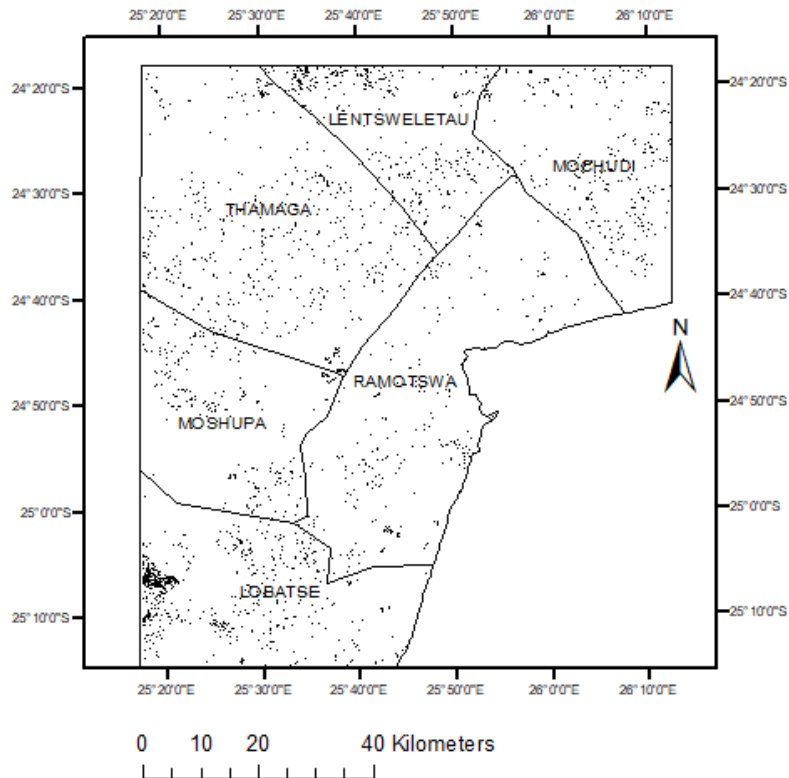 25°20'0"E 25°30'0"E 25°40'0"E 25°50'0"E 26°0'0"E 26°10'0"E
24°20'0"S 24°20'0"S
LENTSWELETAU
MOCHUDI
24°30'0"S 24°30'0"S
THAMAGA
24°40'0"S 24°40'0"S
N
RAMOTSWA
24°50'0"S 24°50'0"S
MOSHUPA
25°0'0"S 25°0'0"S
LOBATSE
25°10'0"S 25°10'0"S
25°20'0"E 25°30'0"E 25°40'0"E 25°50'0"E 26°0'0"E 26°10'0"E
0 10 20 40 Kilometers